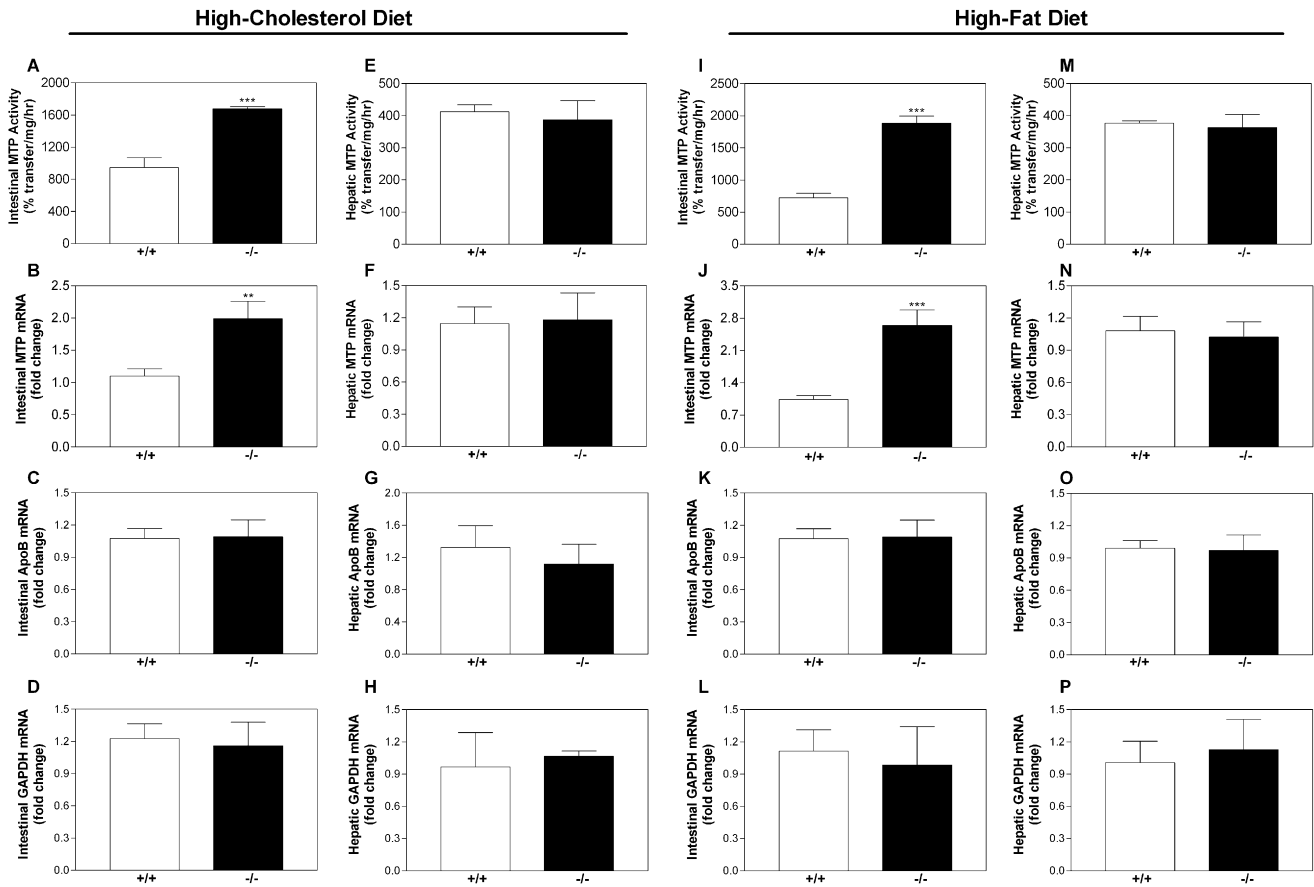 High-Cholesterol Diet
High-Fat Diet
A
Intestinal MTP Activity
(% transfer/mg/hr)
2000
1600
1200
800
400
0
***
+/+
-/-
E
Hepatic MTP Activity
(% transfer/mg/hr)
500
400
300
200
100
0
+/+
-/-
I
Intestinal MTP Activity
(% transfer/mg/hr)
2500
2000
1500
1000
500
0
***
+/+
-/-
M
Hepatic MTP Activity
(% transfer/mg/hr)
500
400
300
200
100
0
+/+
-/-
B
Intestinal MTP mRNA
(fold change)
2.5
2.0
1.5
1.0
0.5
0.0
**
+/+
-/-
F
Hepatic MTP mRNA
(fold change)
1.5
1.2
0.9
0.6
0.3
0.0
+/+
-/-
J
Intestinal MTP mRNA
(fold change)
3.5
2.8
2.1
1.4
0.7
0.0
***
+/+
-/-
N
Hepatic MTP mRNA
(fold change)
1.5
1.2
0.9
0.6
0.3
0.0
+/+
-/-
C
Intestinal ApoB mRNA
(fold change)
1.5
1.2
0.9
0.6
0.3
0.0
+/+
-/-
G
Hepatic ApoB mRNA
(fold change)
2.0
1.6
1.2
0.8
0.4
0.0
+/+
-/-
K
Intestinal ApoB mRNA
(fold change)
1.5
1.2
0.9
0.6
0.3
0.0
+/+
-/-
O
Hepatic ApoB mRNA
(fold change)
1.5
1.2
0.9
0.6
0.3
0.0
+/+
-/-
D
Intestinal GAPDH mRNA
(fold change)
1.5
1.2
0.9
0.6
0.3
0.0
+/+
-/-
H
Hepatic GAPDH mRNA
(fold change)
1.5
1.2
0.9
0.6
0.3
0.0
+/+
-/-
L
Intestinal GAPDH mRNA
(fold change)
1.5
1.2
0.9
0.6
0.3
0.0
+/+
-/-
P
Hepatic GAPDH mRNA
(fold change)
1.5
1.2
0.9
0.6
0.3
0.0
+/+
-/-